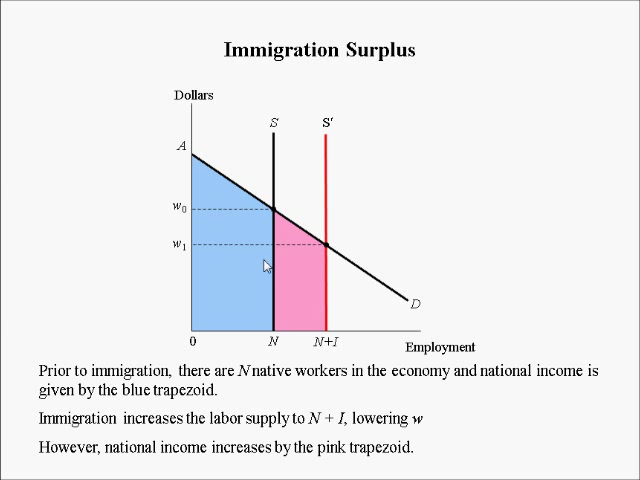 Immigration Surplus
Dollars
S S'
A
w0
w1
D
0 N N+I
Employment
Prior to immigration, there are N native workers in the economy and national income is
given by the blue trapezoid.
Immigration increases the labor supply to N + I, lowering w
However, national income increases by the pink trapezoid.